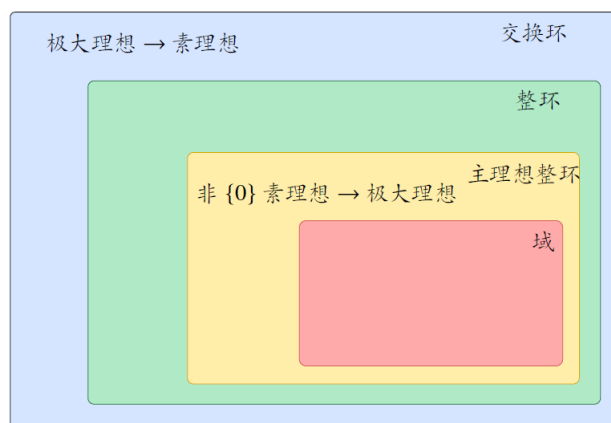 交换环
极大理想 → 素理想
整环
主理想整环
非 {0} 素理想 → 极大理想
域